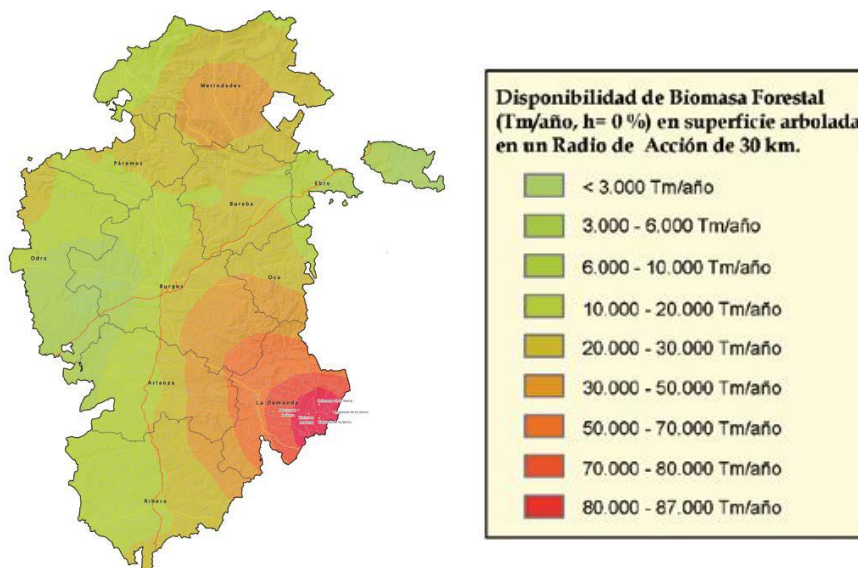 Merindades
Páramos
Ebro
Bureba
Odra
Oca
Burgos
Arlanza
La Demanda
Ribera
Disponibilidad de Biomasa Forestal
(Tm/año, h= 0 %) en superficie arbolada
en un Radio de Acción de 30 km.
< 3.000 Tm/año
3.000 - 6.000 Tm/año
6.000 - 10.000 Tm/año
10.000 - 20.000 Tm/año
20.000 - 30.000 Tm/año
30.000 - 50.000 Tm/año
50.000 - 70.000 Tm/año
70.000 - 80.000 Tm/año
80.000 - 87.000 Tm/año